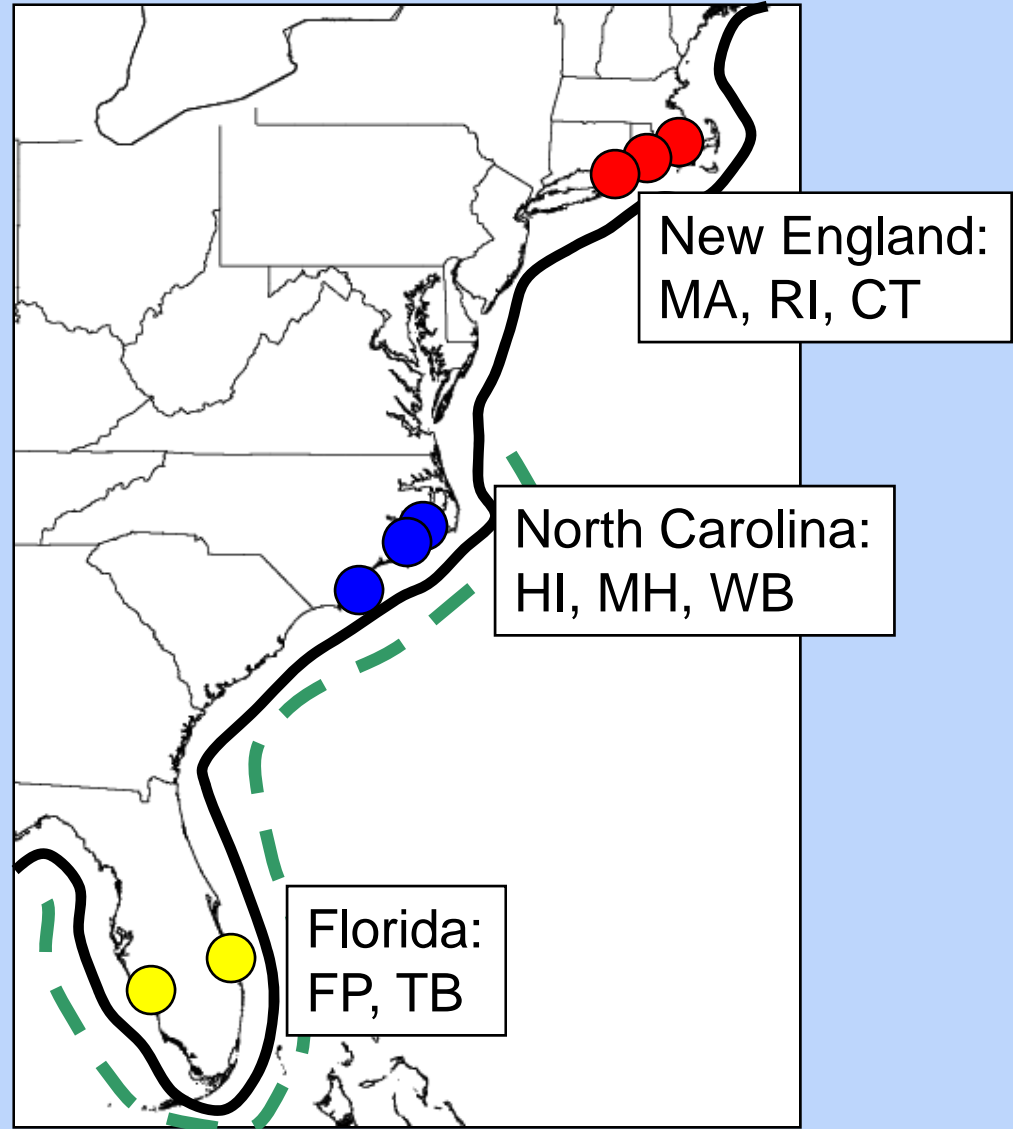 New England:
MA, RI, CT
North Carolina:
HI, MH, WB
Florida:
FP, TB